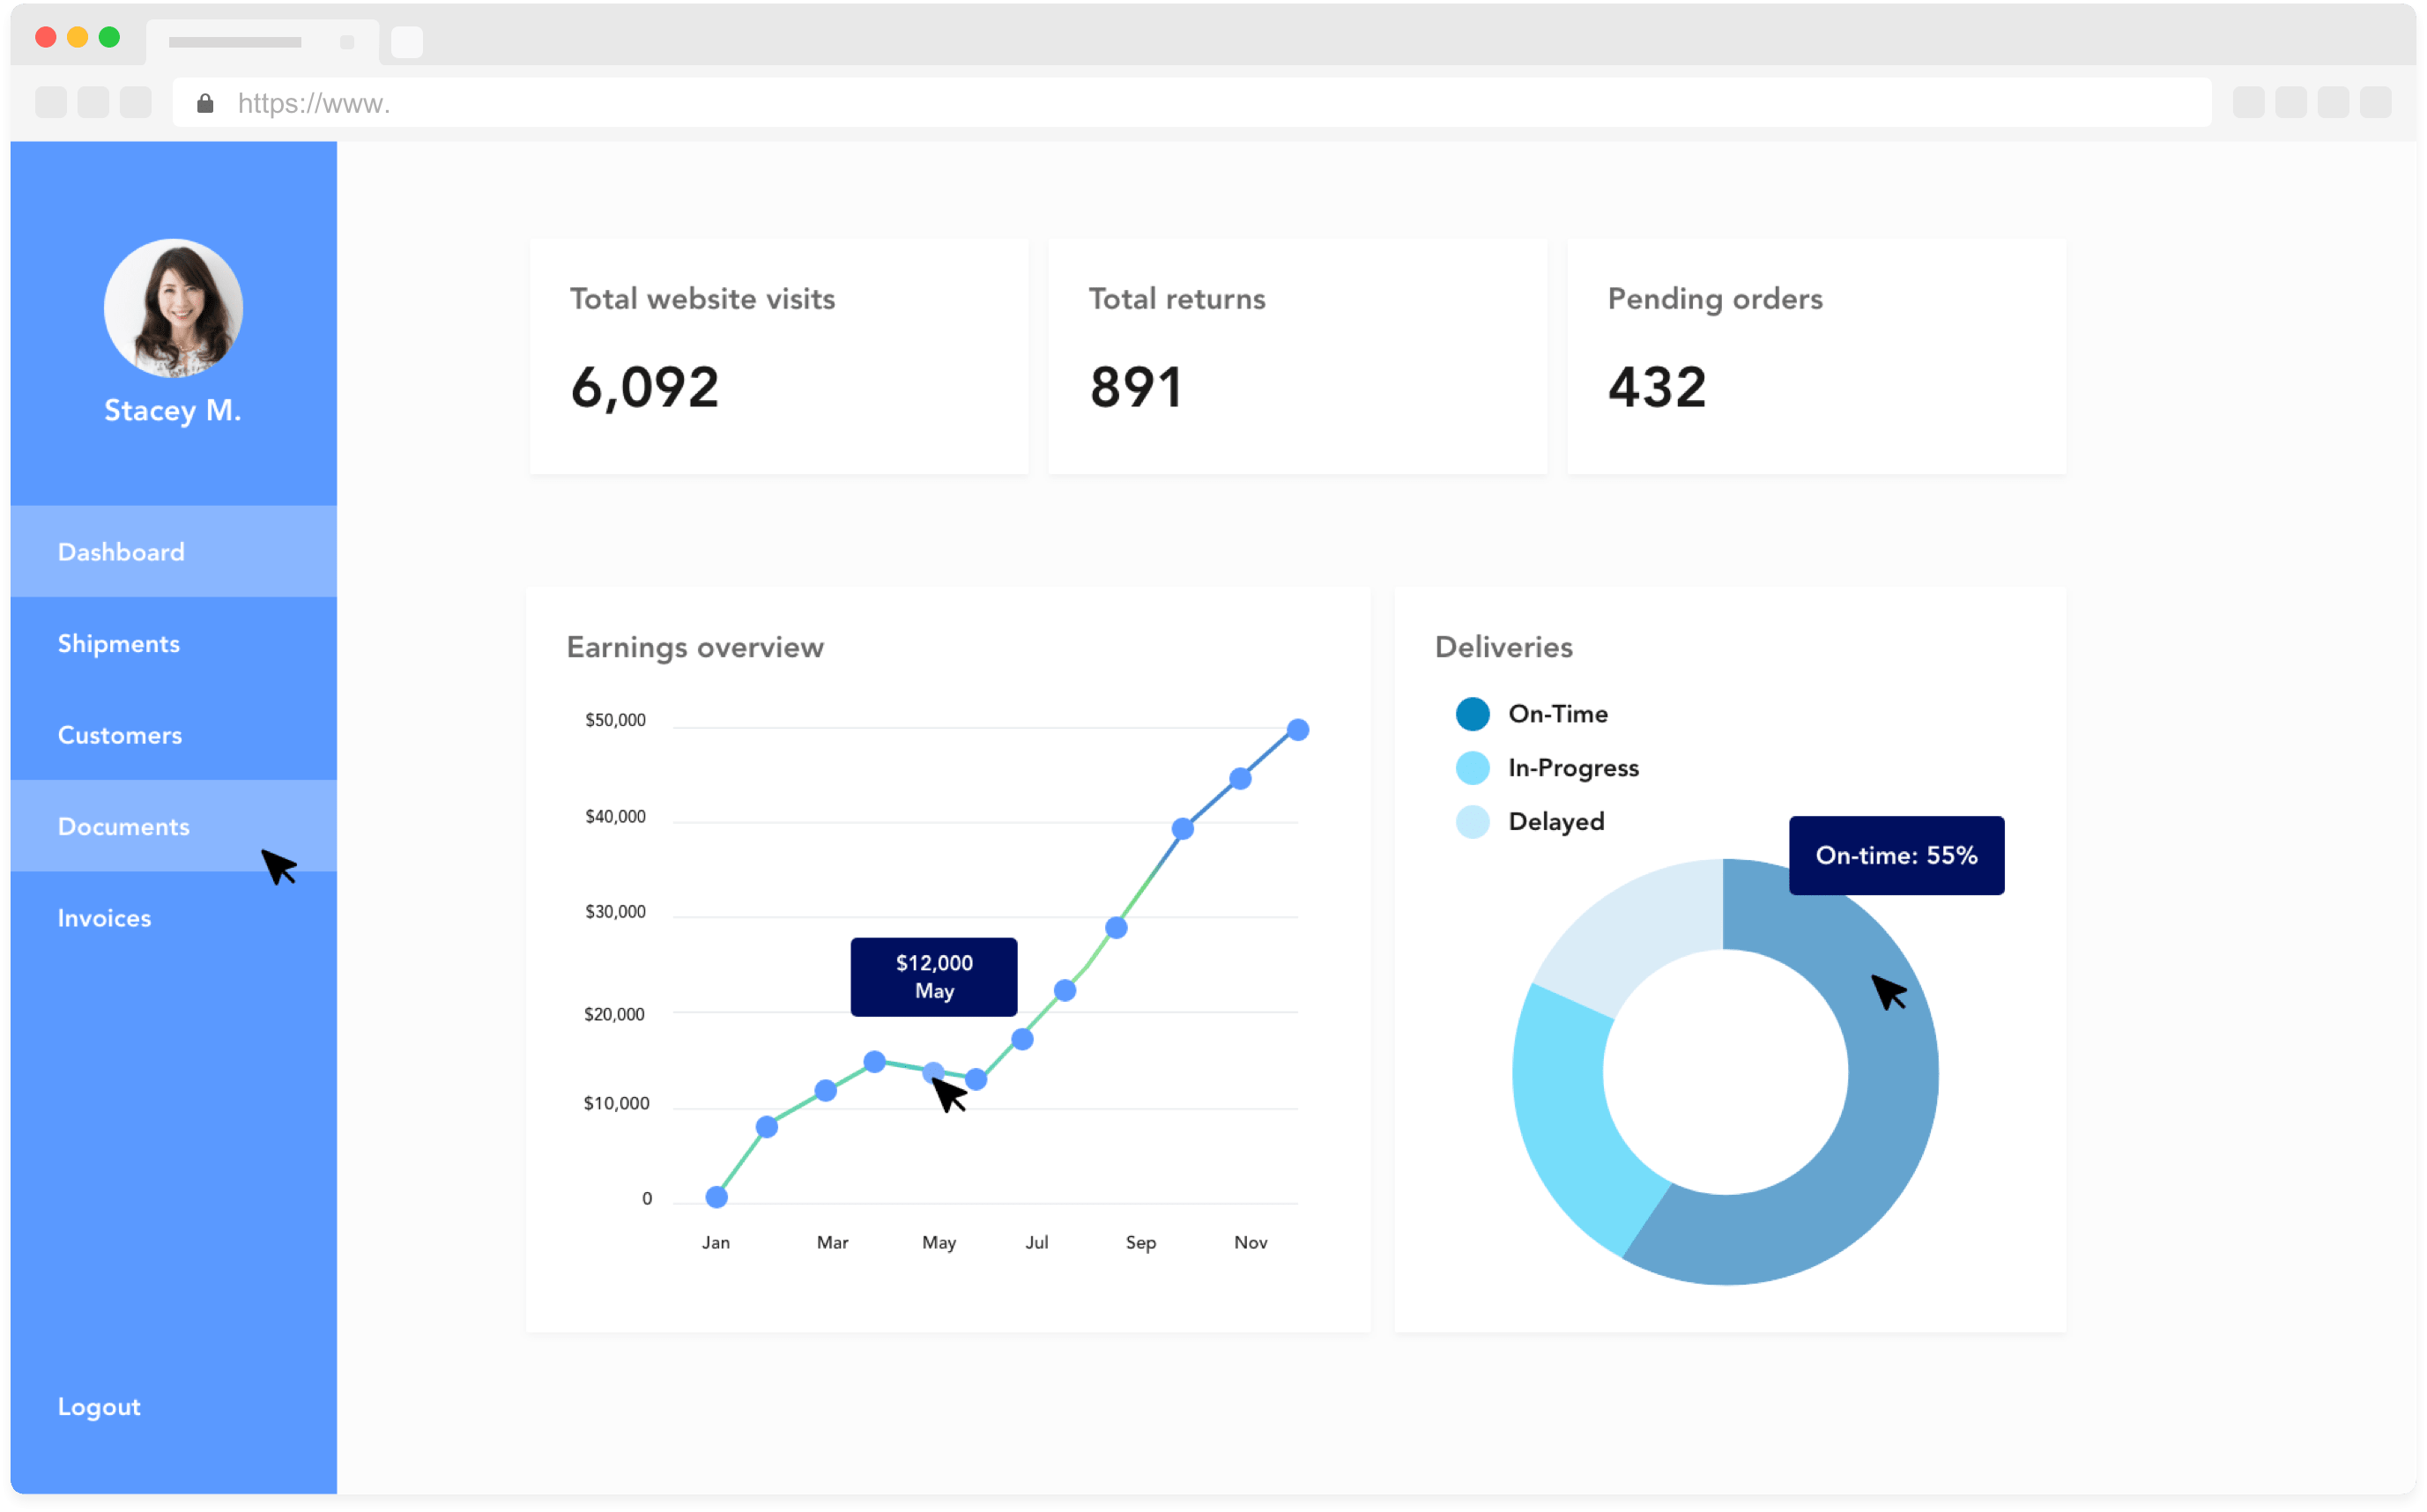 https://www.
Stacey M.
Dashboard
Shipments
Customers
Documents
Invoices
Logout
Total website visits
6,092
Total returns
891
Pending orders
432
Earnings overview
$50,000
$40,000
$30,000
$20,000
$10,000
0
$12,000
May
Jan
Mar
May
Jul
Sep
Nov
Deliveries
On-Time
In-Progress
Delayed
On-time: 55%